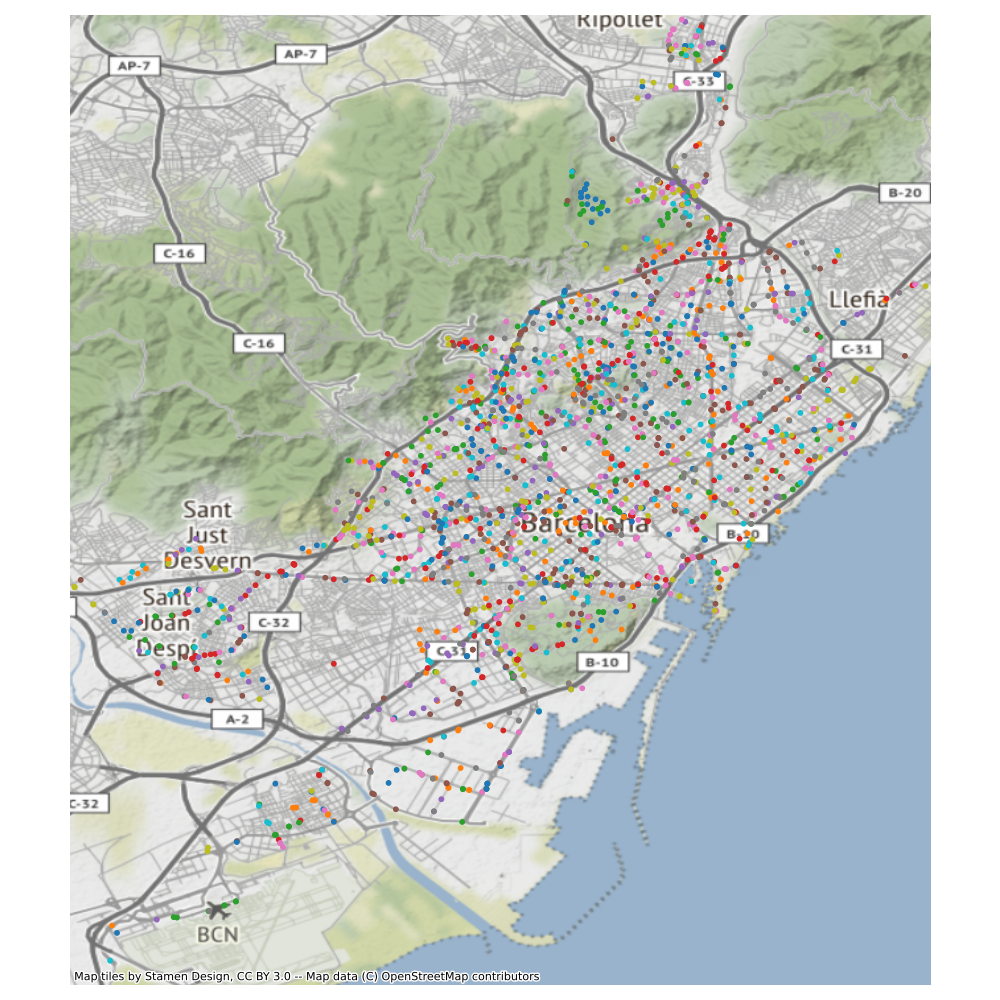 Ripollet
AP-7
AP-7
C-33
B-20
C-16
Llefià
C-16
C-31
Sant
Just
Desvern
Barcelona
B-10
Sant
Joan
Despí
C-32
C-31
B-10
A-2
C-32
BCN
Map tiles by Stamen Design, CC BY 3.0 -- Map data (C) OpenStreetMap contributors